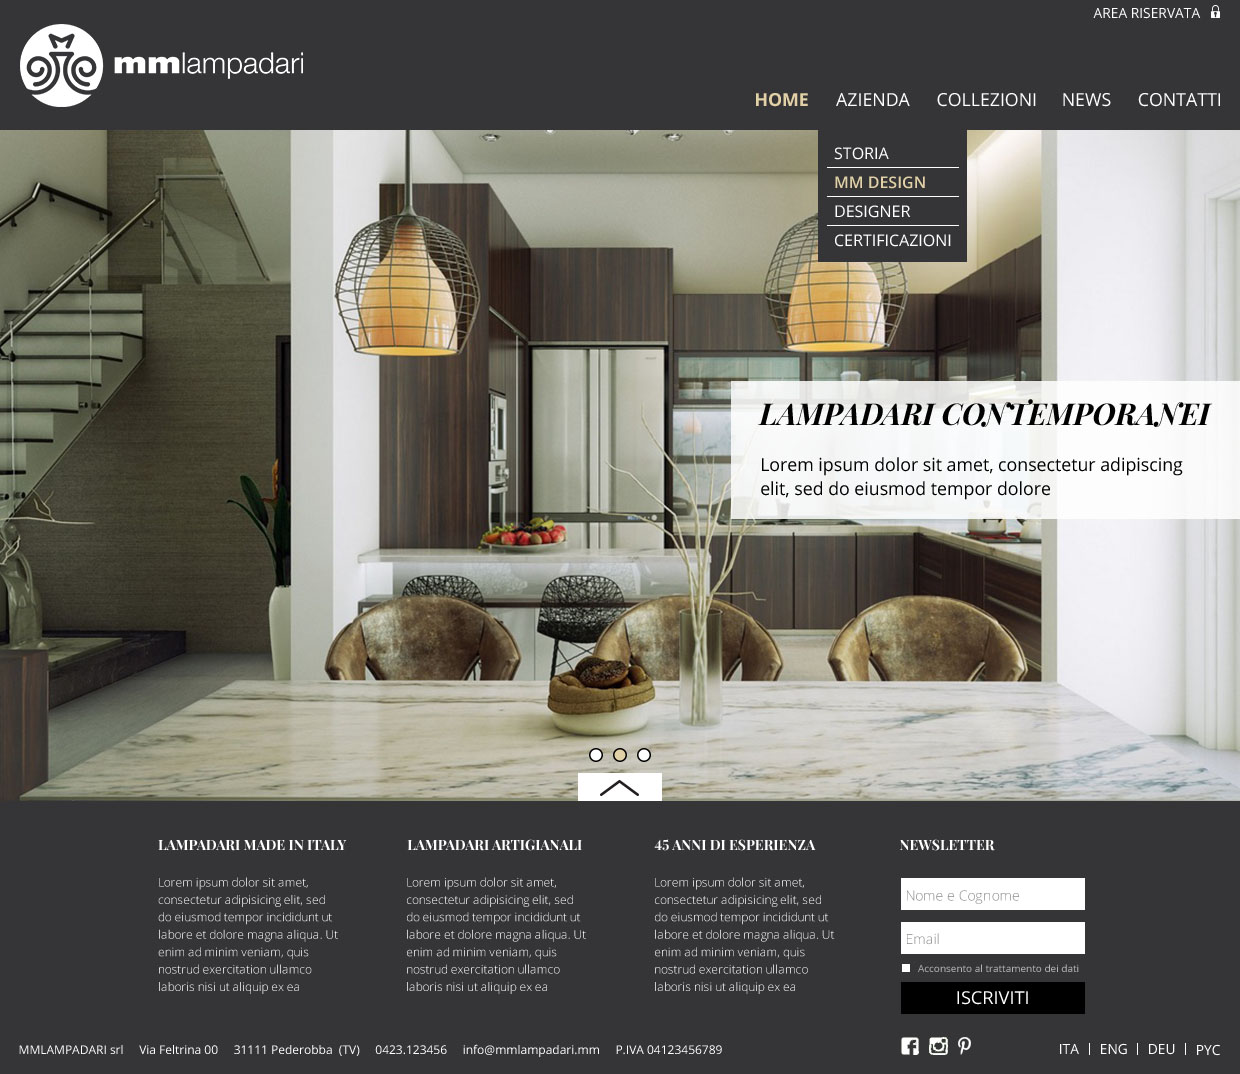 AREA RISERVATA
mmlampadari
HOME AZIENDA COLLEZIONI NEWS CONTATTI
STORIA
MM DESIGN
DESIGNER
CERTIFICAZIONI
LAMPADARI CONTEMPORANEI
Lorem ipsum dolor sit amet, consectetur adipiscing
elit, sed do eiusmod tempor dolore
LAMPADARI MADE IN ITALY
Lorem ipsum dolor sit amet,
consectetur adipisicing elit, sed
do eiusmod tempor incididunt ut
labore et dolore magna aliqua. Ut
enim ad minim veniam, quis
nostrud exercitation ullamco
laboris nisi ut aliquip ex ea
LAMPADARI ARTIGIANALI
Lorem ipsum dolor sit amet,
consectetur adipisicing elit, sed
do eiusmod tempor incididunt ut
labore et dolore magna aliqua. Ut
enim ad minim veniam, quis
nostrud exercitation ullamco
laboris nisi ut aliquip ex ea
45 ANNI DI ESPERIENZA
Lorem ipsum dolor sit amet,
consectetur adipisicing elit, sed
do eiusmod tempor incididunt ut
labore et dolore magna aliqua. Ut
enim ad minim veniam, quis
nostrud exercitation ullamco
laboris nisi ut aliquip ex ea
NEWSLETTER
Nome e Cognome
Email
Acconsento al trattamento dei dati
ISCRIVITI
MMLAMPADARI srl Via Feltrina 00 31111 Pederobba (TV) 0423.123456 info@mmlampadari.mm P.IVA 04123456789
ITA | ENG | DEU | РУС